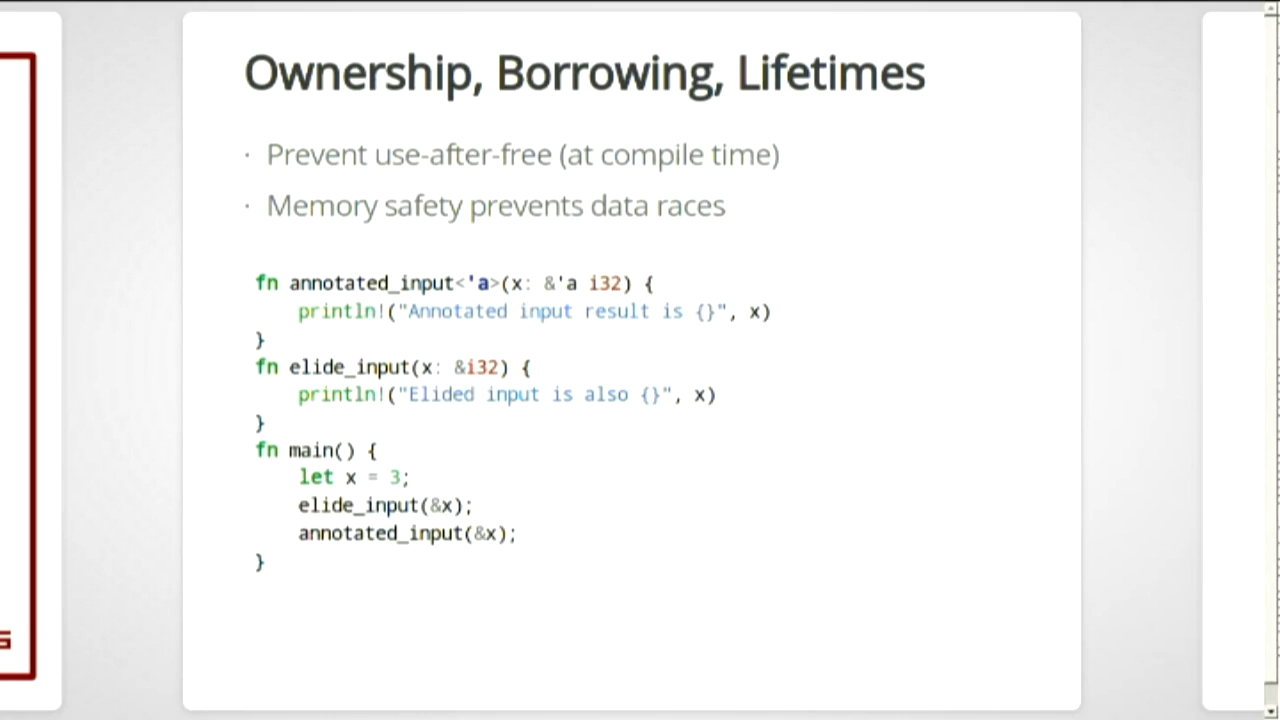 Ownership, Borrowing, Lifetimes
· Prevent use-after-free (at compile time)
· Memory safety prevents data races
fn annotated_input<'a>(x: &'a i32) {
    println!("Annotated input result is {}", x)
}
fn elide_input(x: &i32) {
    println!("Elided input is also {}", x)
}
fn main() {
    let x = 3;
    elide_input(&x);
    annotated_input(&x);
}